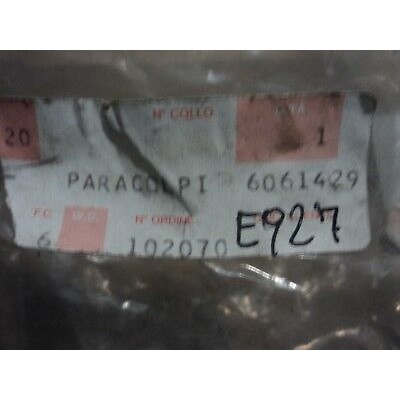 N° COLLO
20 1
PARACOLPI 6061429
F.C.
N° ORDINE
6 102070 E927